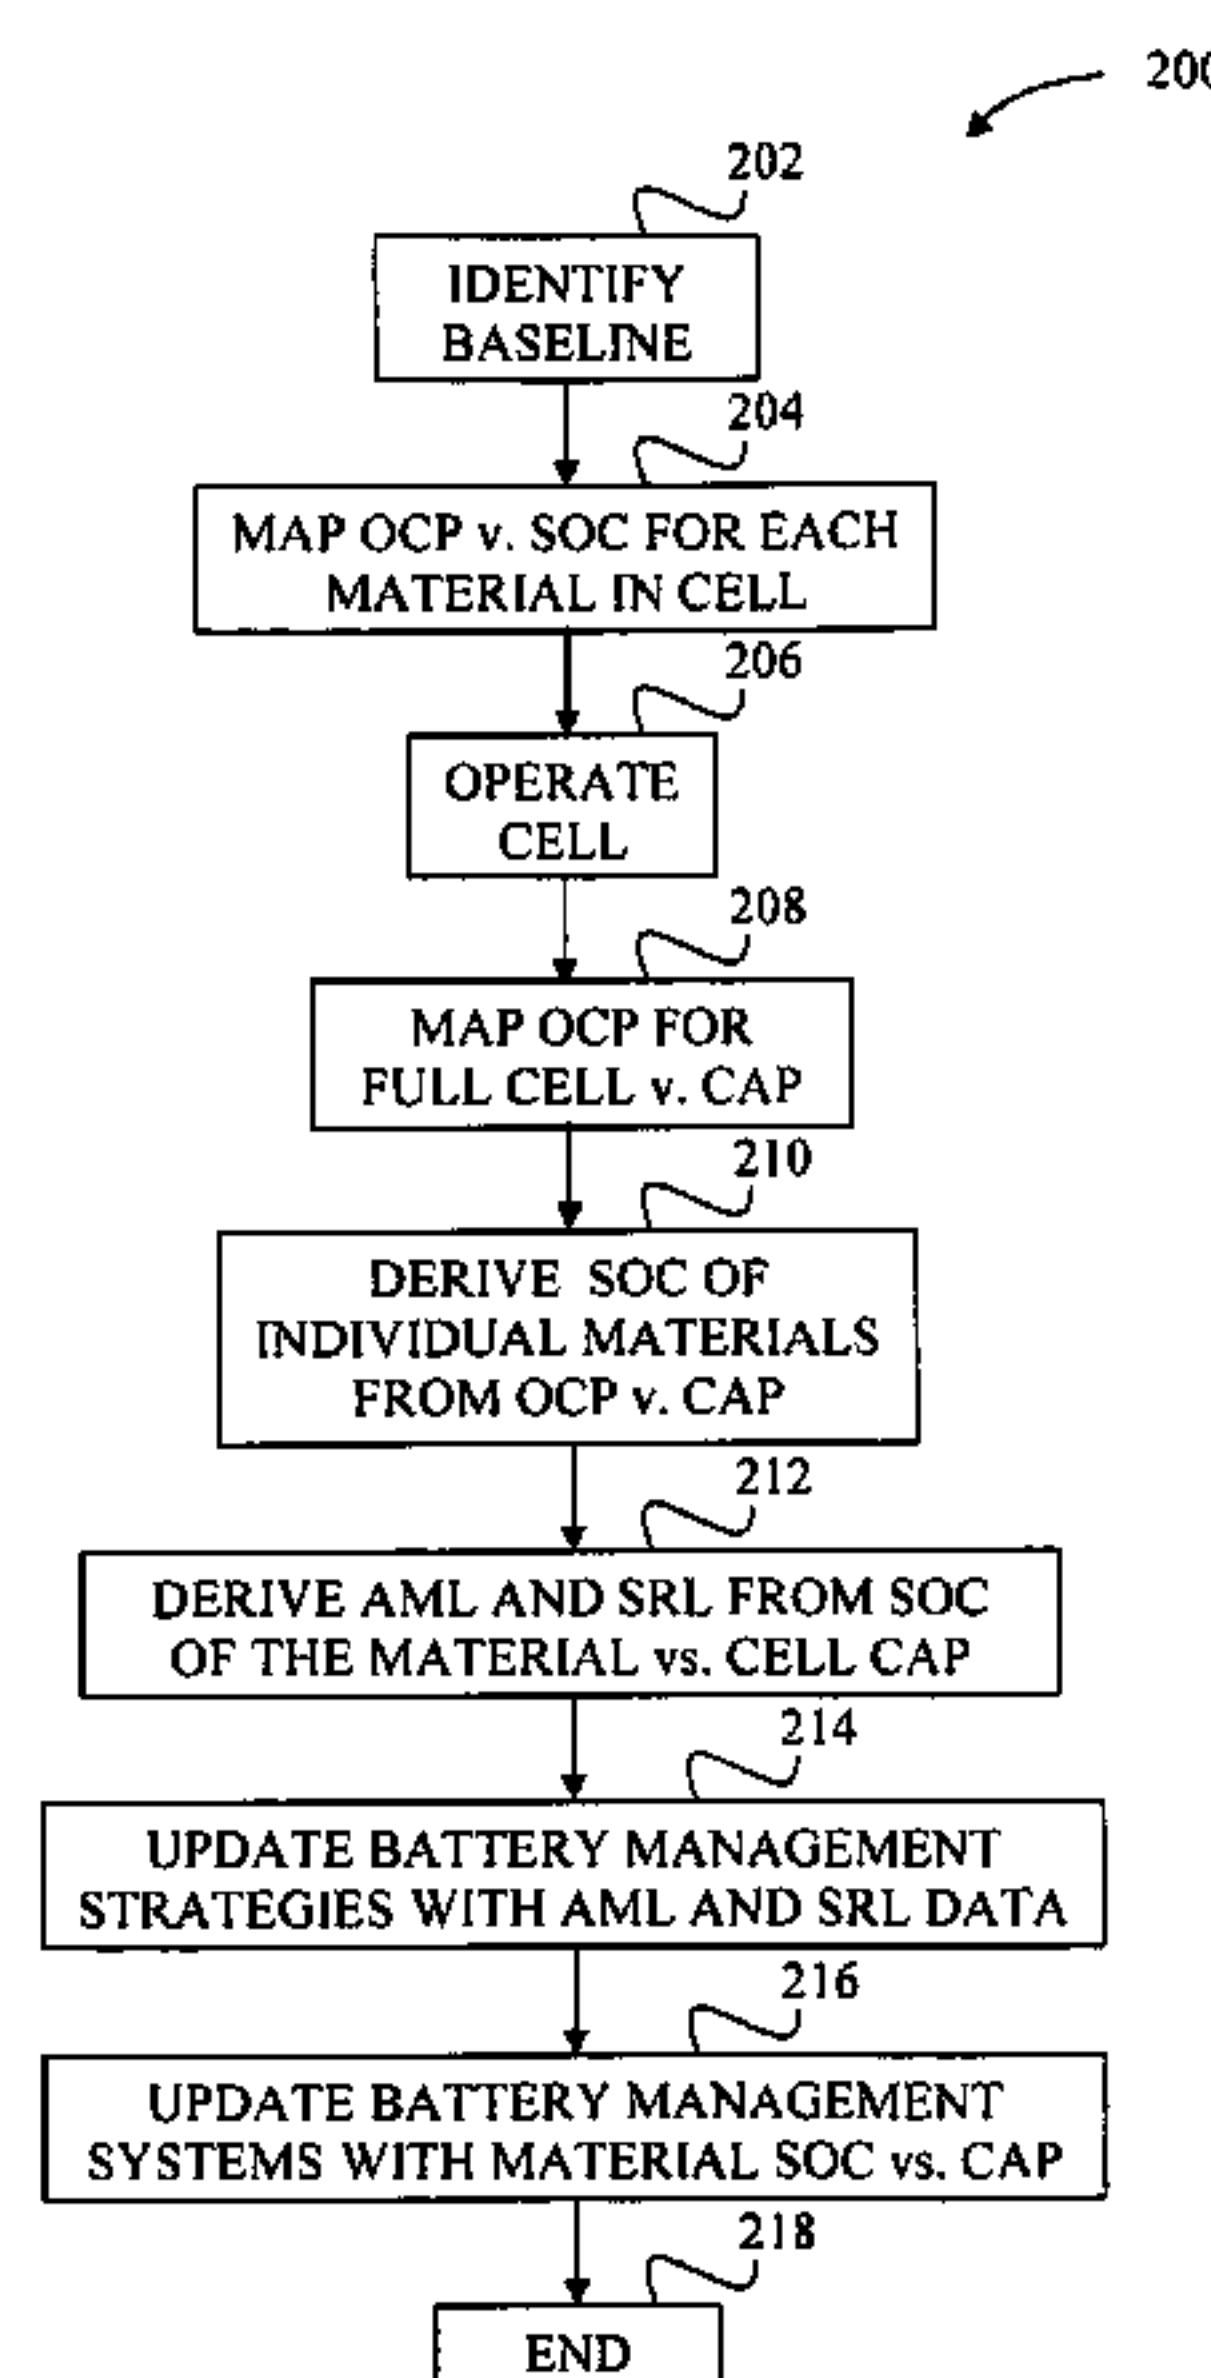 200
202
IDENTIFY
BASELINE
204
MAP OCP v. SOC FOR EACH
MATERIAL IN CELL
206
OPERATE
CELL
208
MAP OCP FOR
FULL CELL v. CAP
210
DERIVE SOC OF
INDIVIDUAL MATERIALS
FROM OCP v. CAP
212
DERIVE AML AND SRL FROM SOC
OF THE MATERIAL vs. CELL CAP
214
UPDATE BATTERY MANAGEMENT
STRATEGIES WITH AML AND SRL DATA
216
UPDATE BATTERY MANAGEMENT
SYSTEMS WITH MATERIAL SOC vs. CAP
218
END